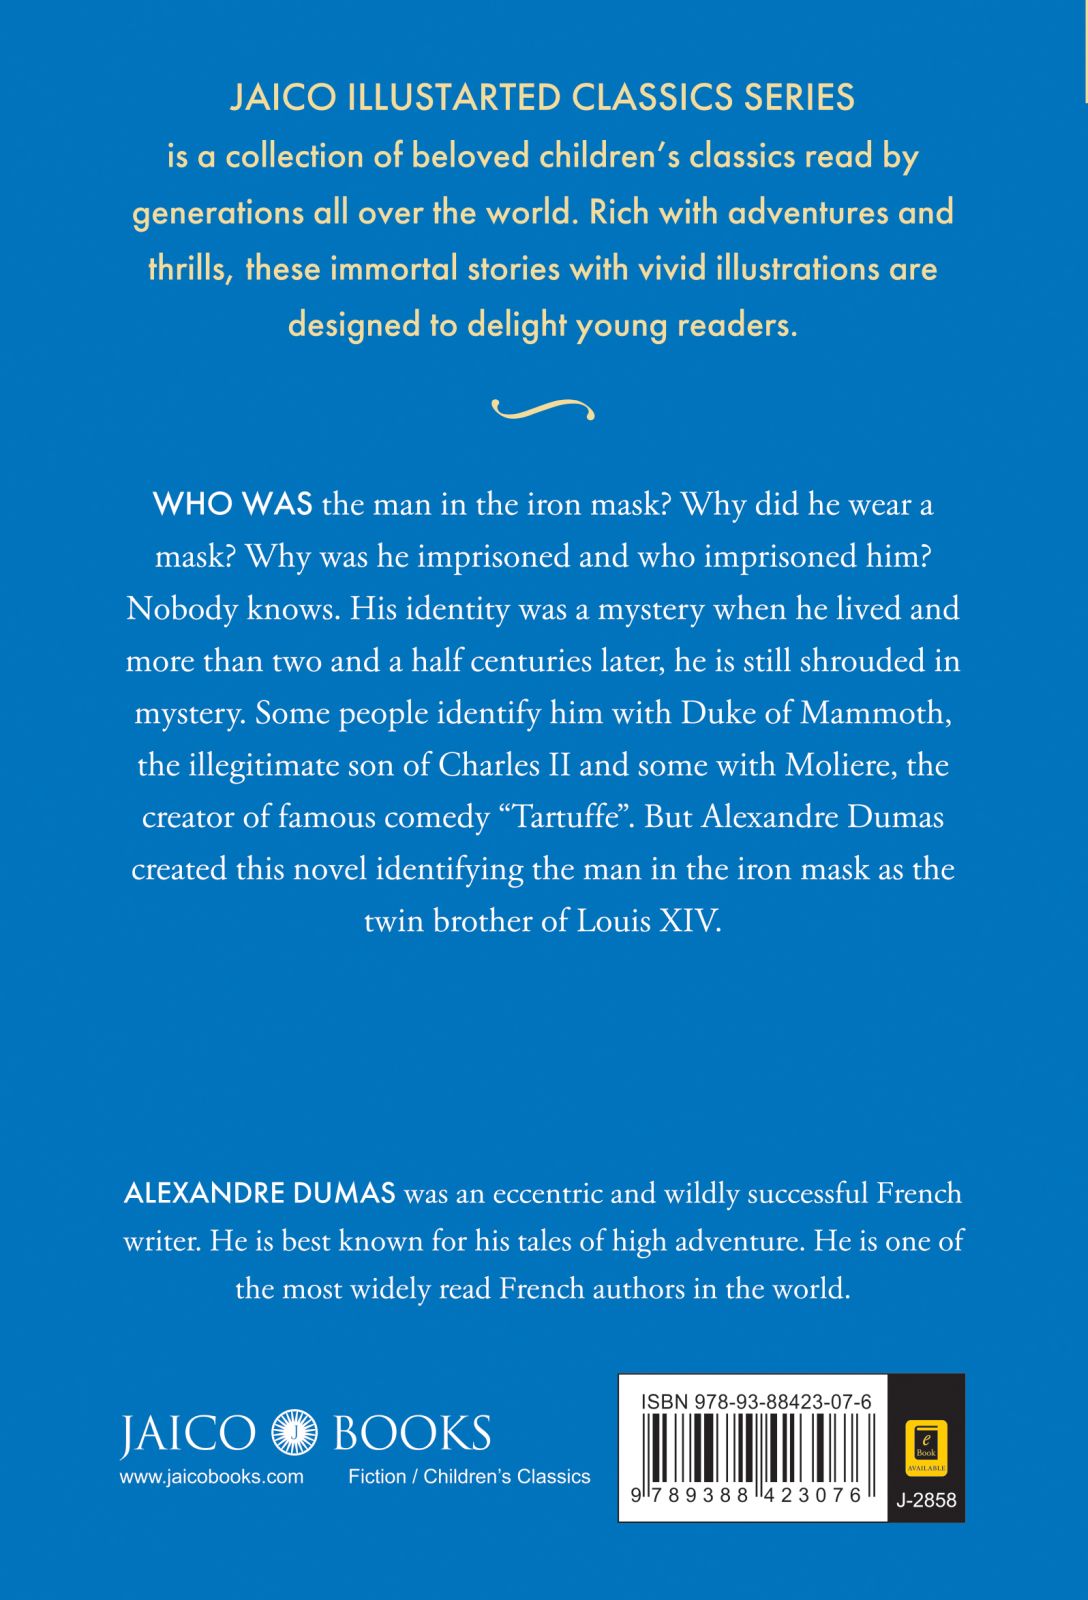 JAICO ILLUSTARTED CLASSICS SERIES
is a collection of beloved children’s classics read by
generations all over the world. Rich with adventures and
thrills, these immortal stories with vivid illustrations are
designed to delight young readers.
WHO WAS the man in the iron mask? Why did he wear a
mask? Why was he imprisoned and who imprisoned him?
Nobody knows. His identity was a mystery when he lived and
more than two and a half centuries later, he is still shrouded in
mystery. Some people identify him with Duke of Mammoth,
the illegitimate son of Charles II and some with Moliere, the
creator of famous comedy “Tartuffe”. But Alexandre Dumas
created this novel identifying the man in the iron mask as the
twin brother of Louis XIV.
ALEXANDRE DUMAS was an eccentric and wildly successful French
writer. He is best known for his tales of high adventure. He is one of
the most widely read French authors in the world.
JAICO J BOOKS
www.jaicobooks.com Fiction / Children’s Classics
ISBN 978-93-88423-07-6
9 789388 423076
e
Book
AVAILABLE
J-2858